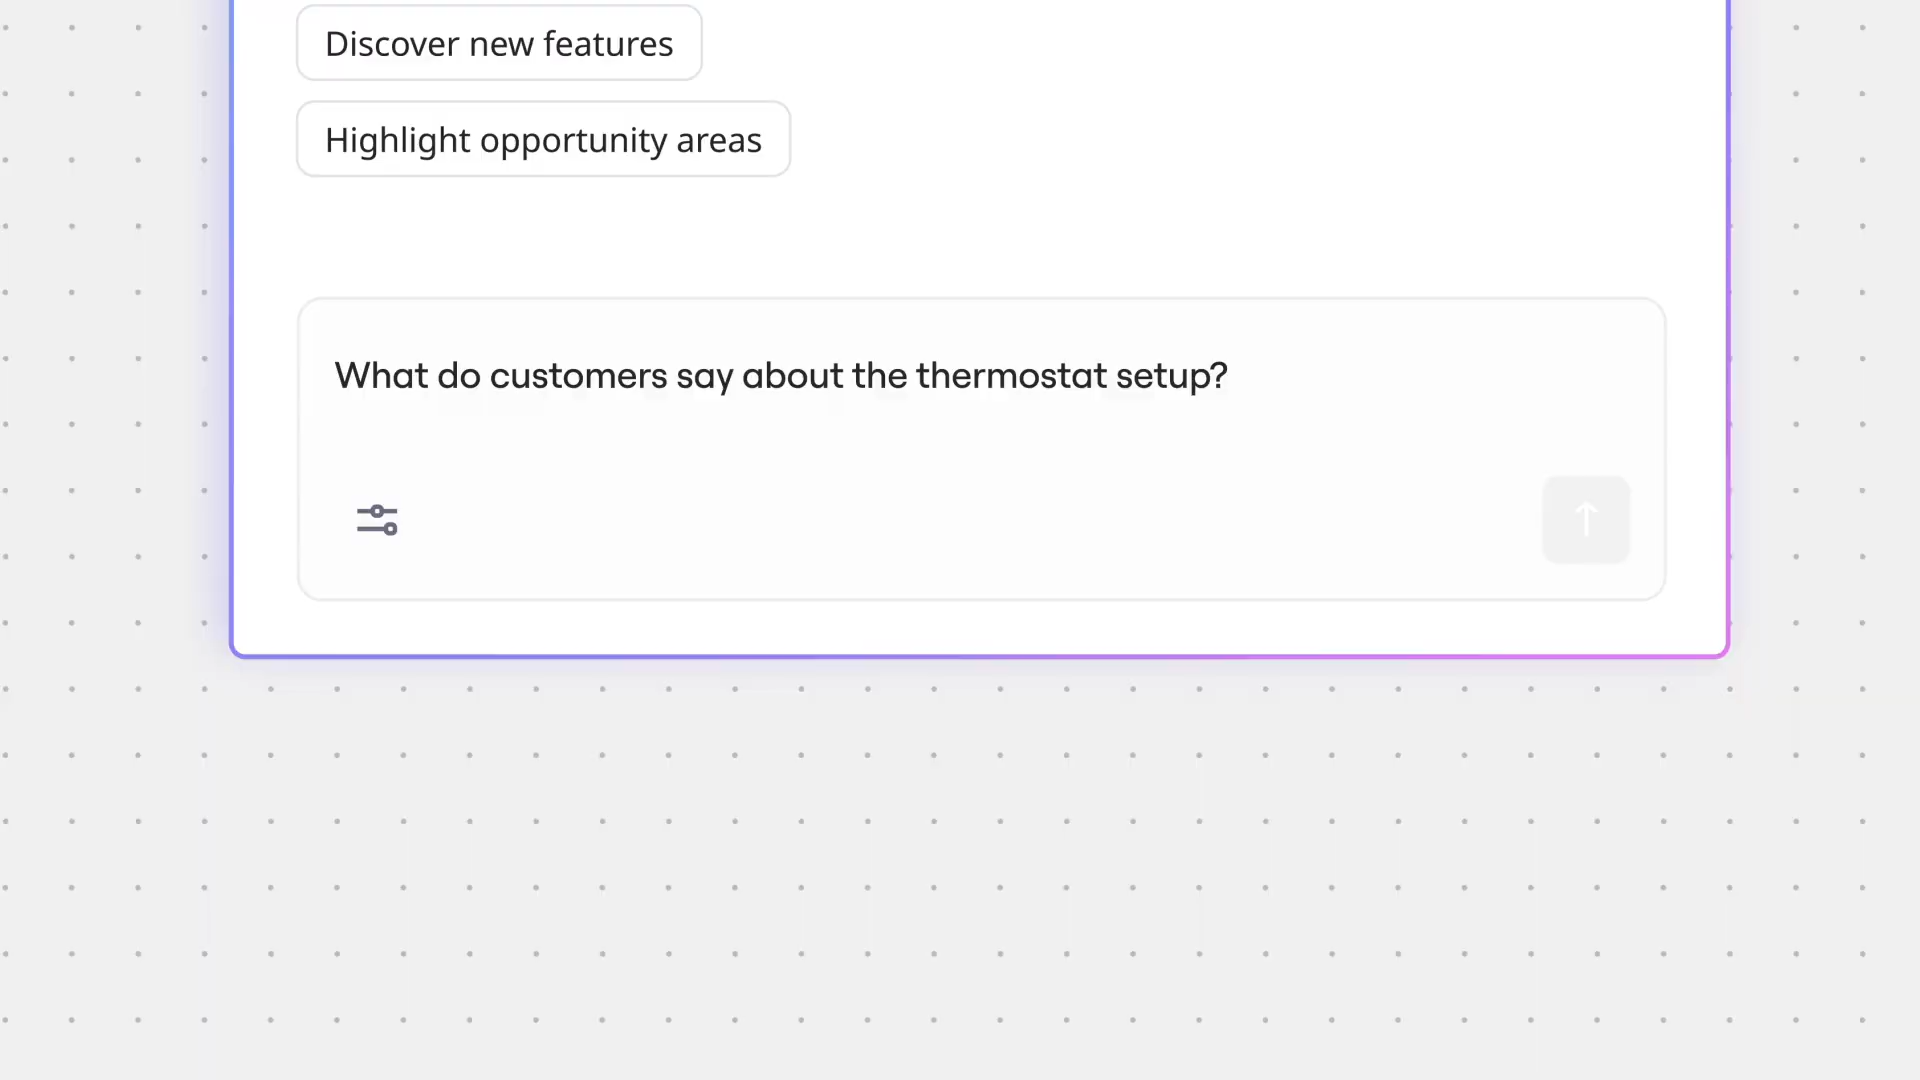 Discover new features
Highlight opportunity areas
What do customers say about the thermostat setup?